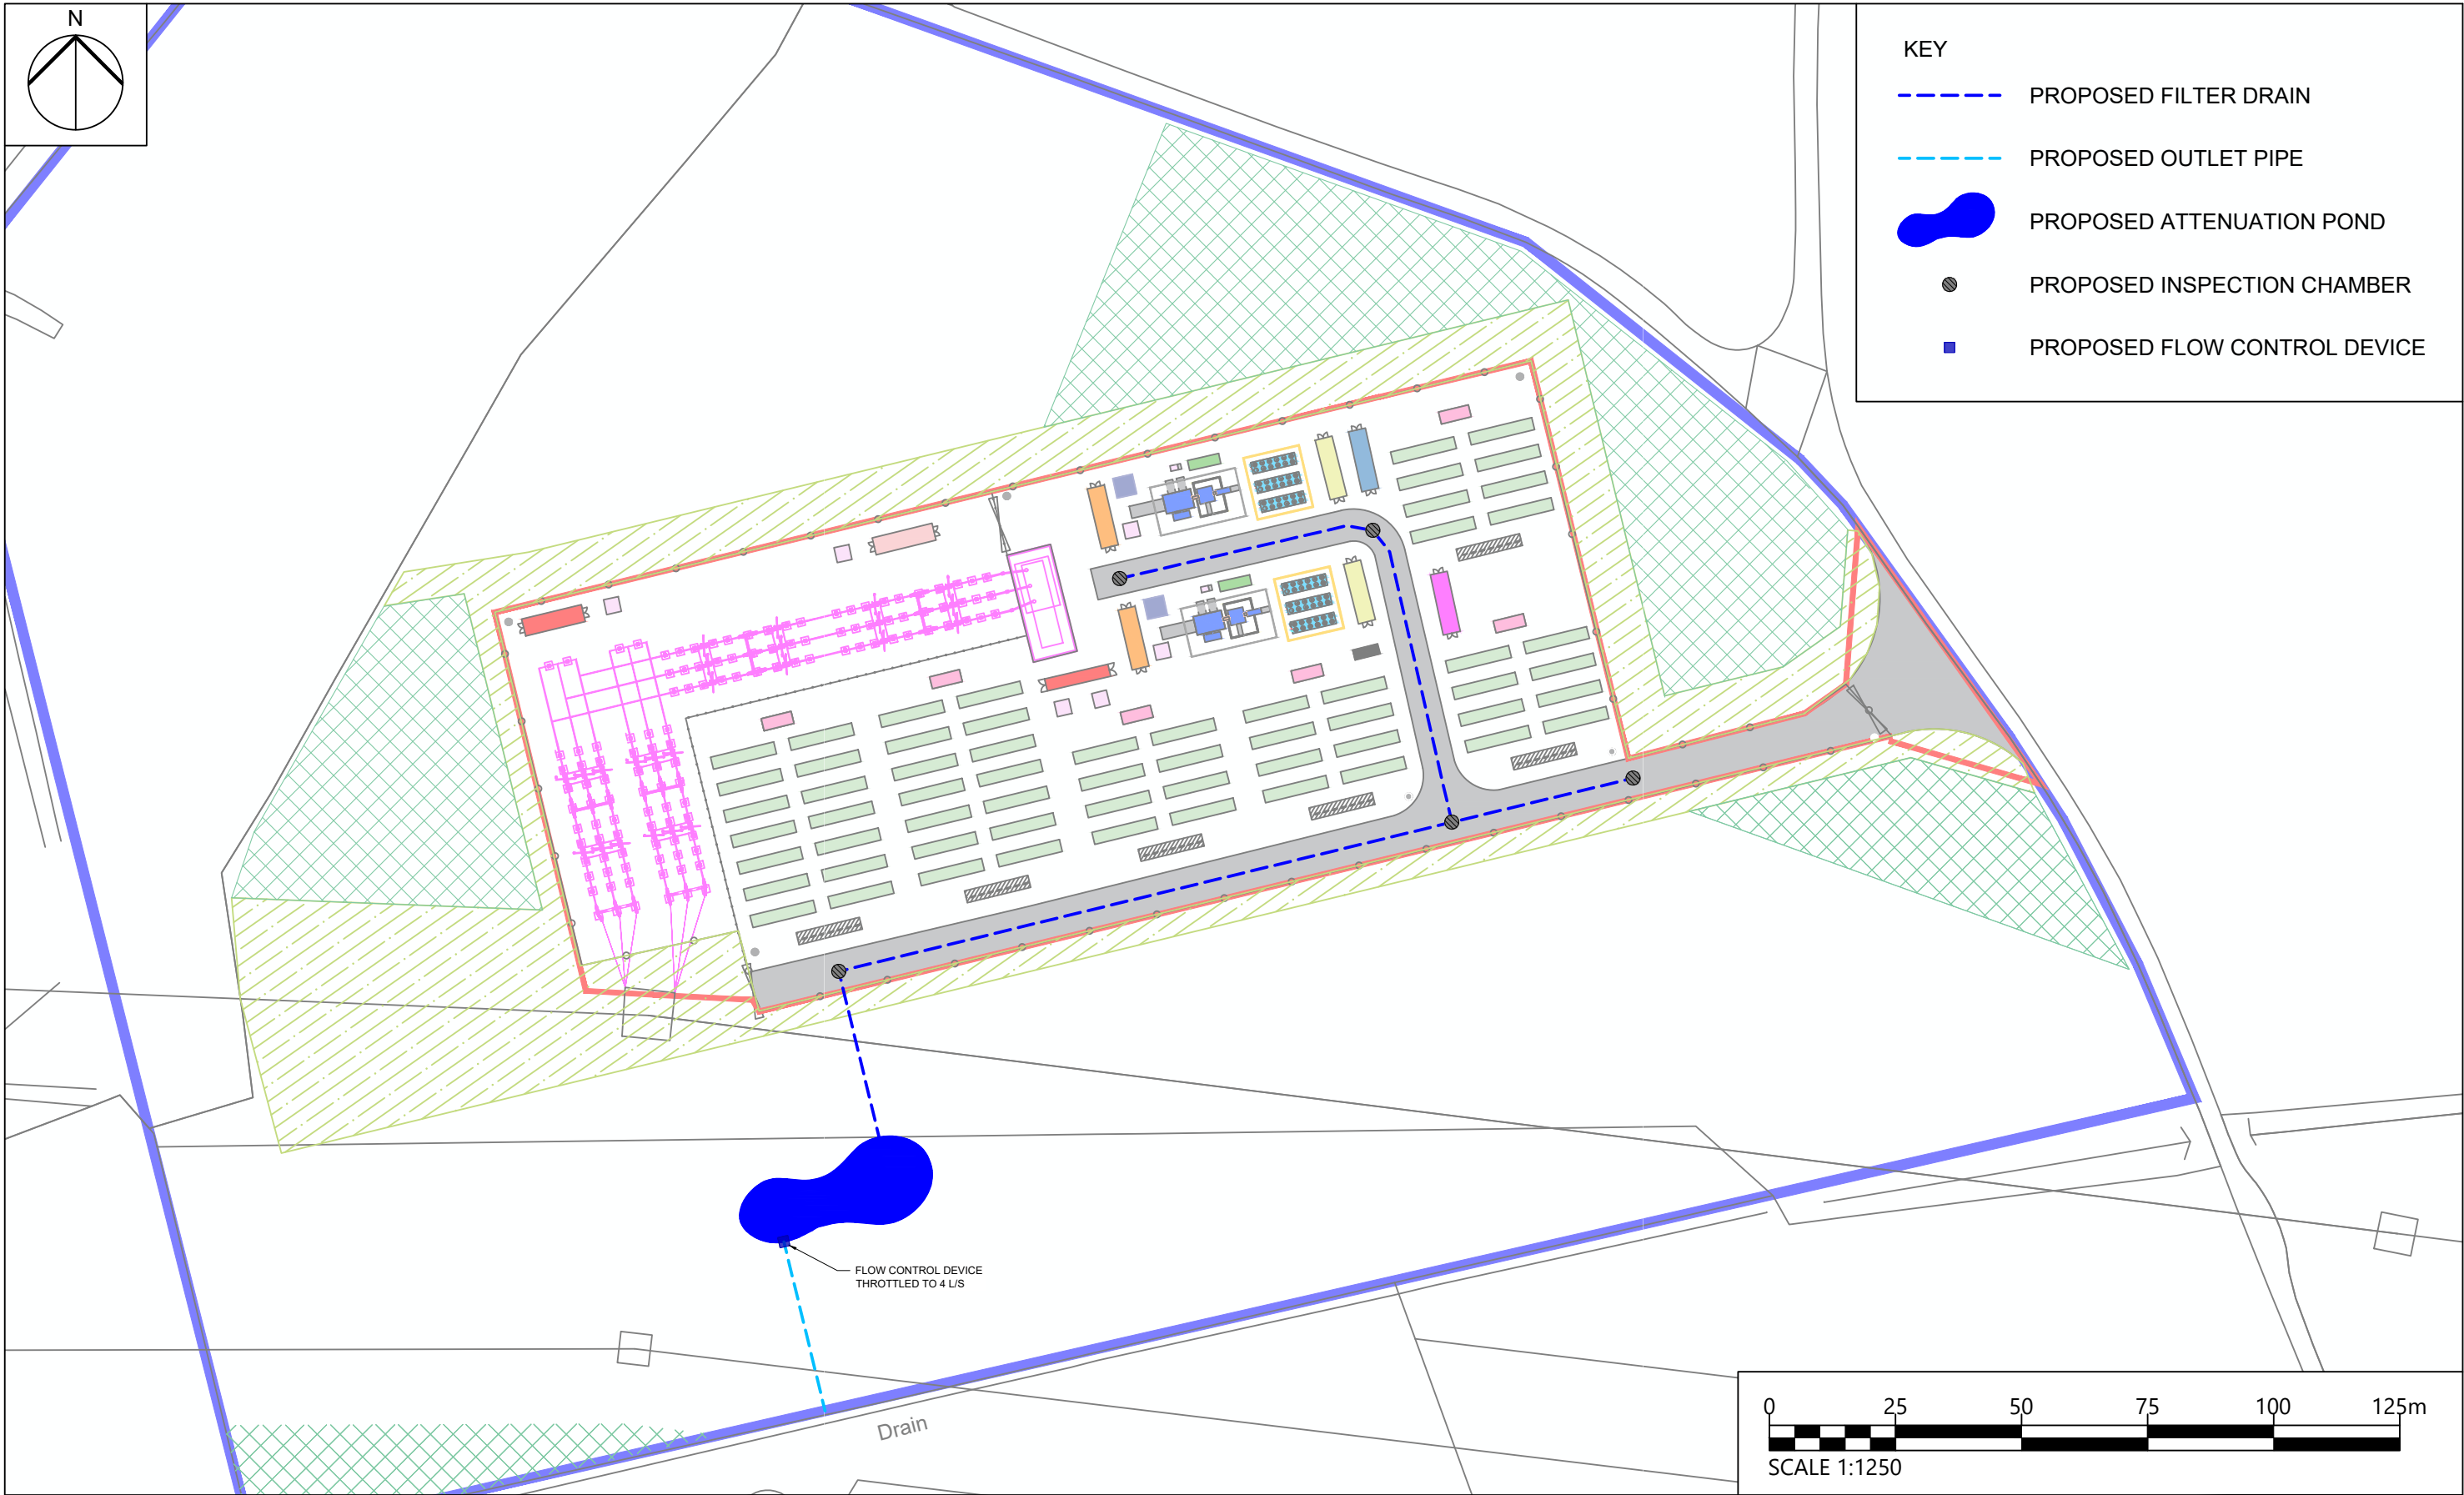 N
KEY
PROPOSED FILTER DRAIN
PROPOSED OUTLET PIPE
PROPOSED ATTENUATION POND
PROPOSED INSPECTION CHAMBER
PROPOSED FLOW CONTROL DEVICE
FLOW CONTROL DEVICE
THROTTLED TO 4 L/S
Drain
0 25 50 75 100 125m
SCALE 1:1250